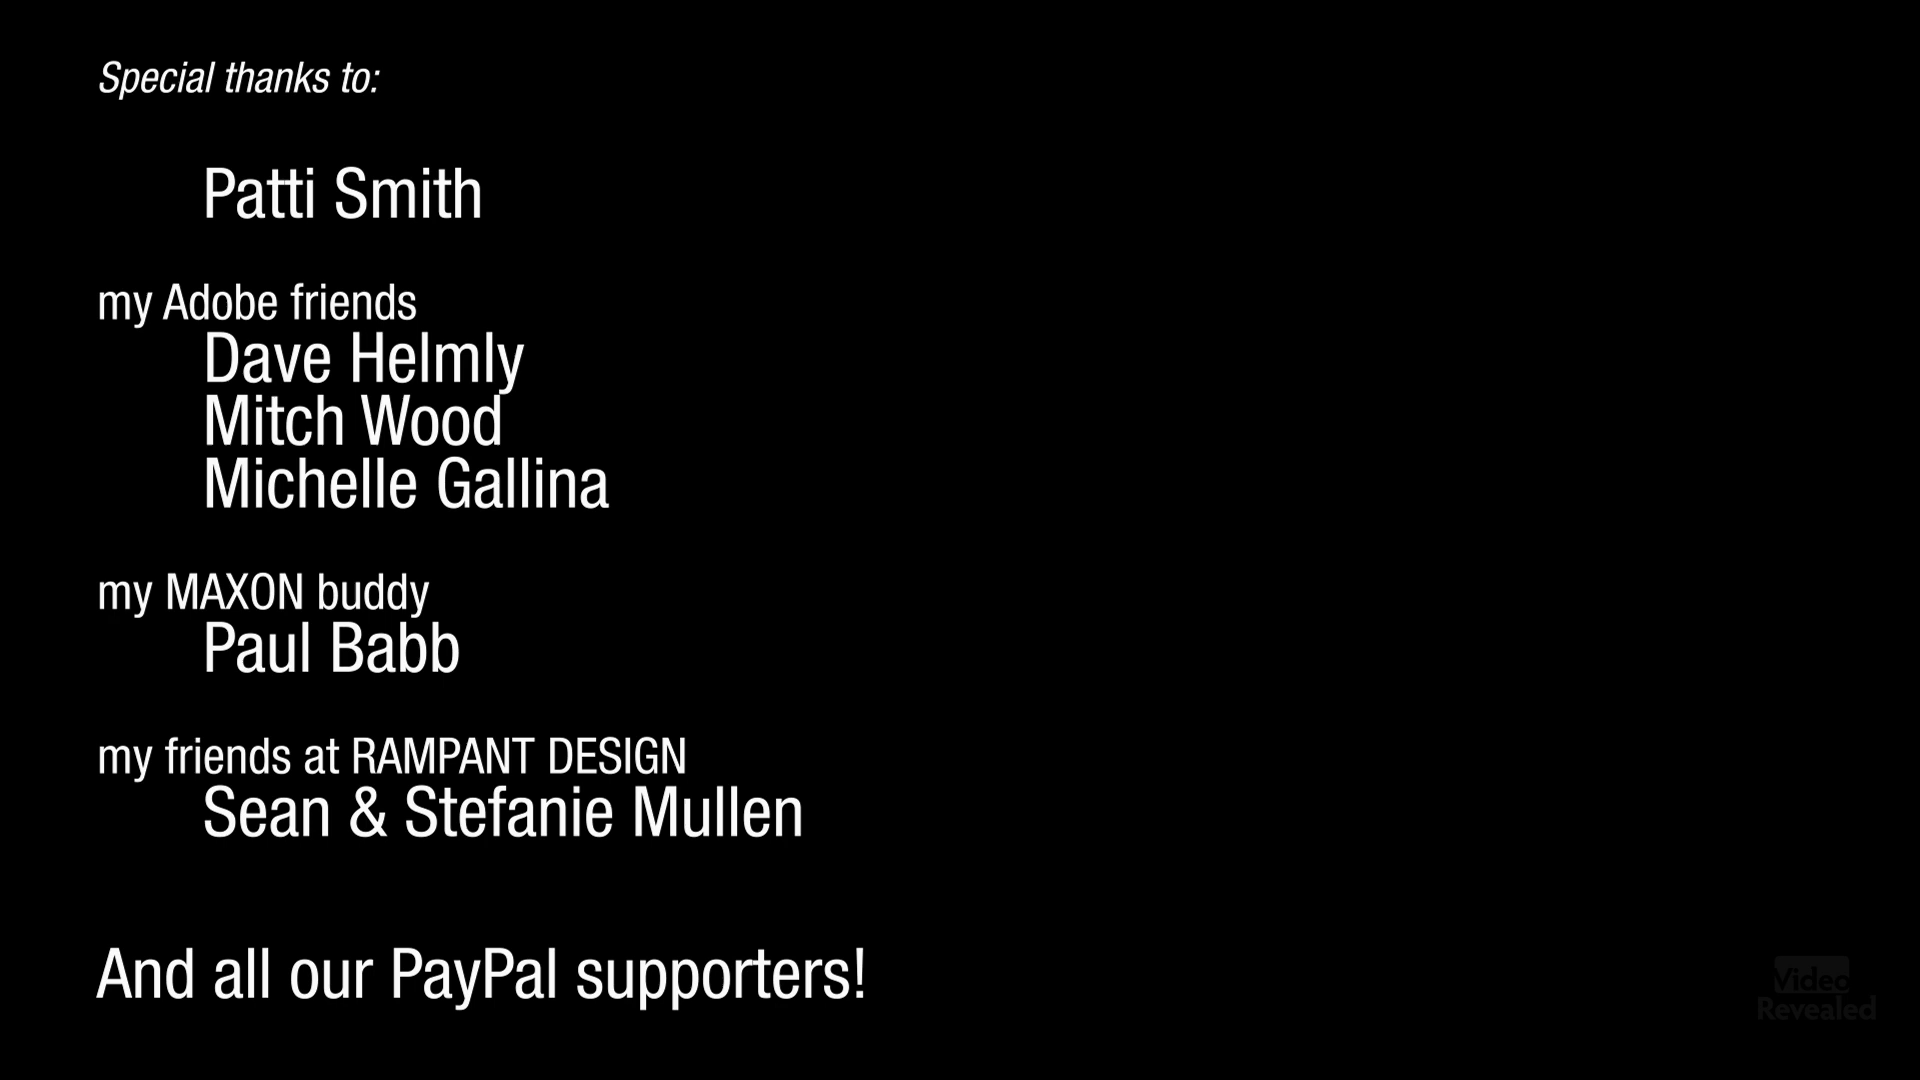 Special thanks to:
Patti Smith
my Adobe friends
Dave Helmly
Mitch Wood
Michelle Gallina
my MAXON buddy
Paul Babb
my friends at RAMPANT DESIGN
Sean & Stefanie Mullen
And all our PayPal supporters!
Video
Revealed